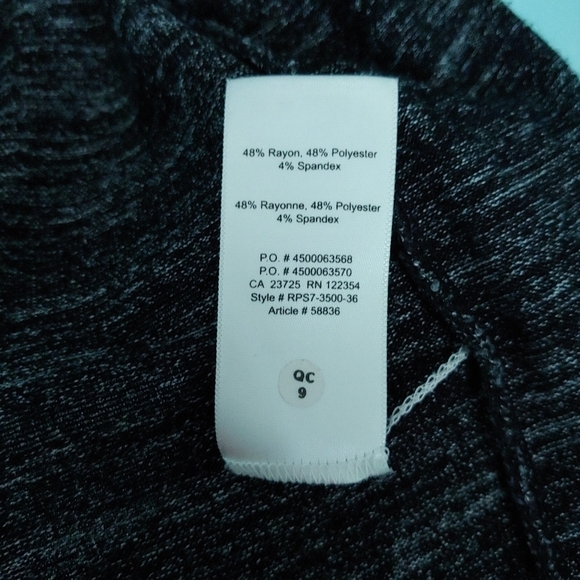 48% Rayon, 48% Polyester
4% Spandex
48% Rayonne, 48% Polyester
4% Spandex
P.O. # 4500063568
P.O. # 4500063570
CA 23725 RN 122354
Style # RPS7-3500-36
Article # 58836
QC
9